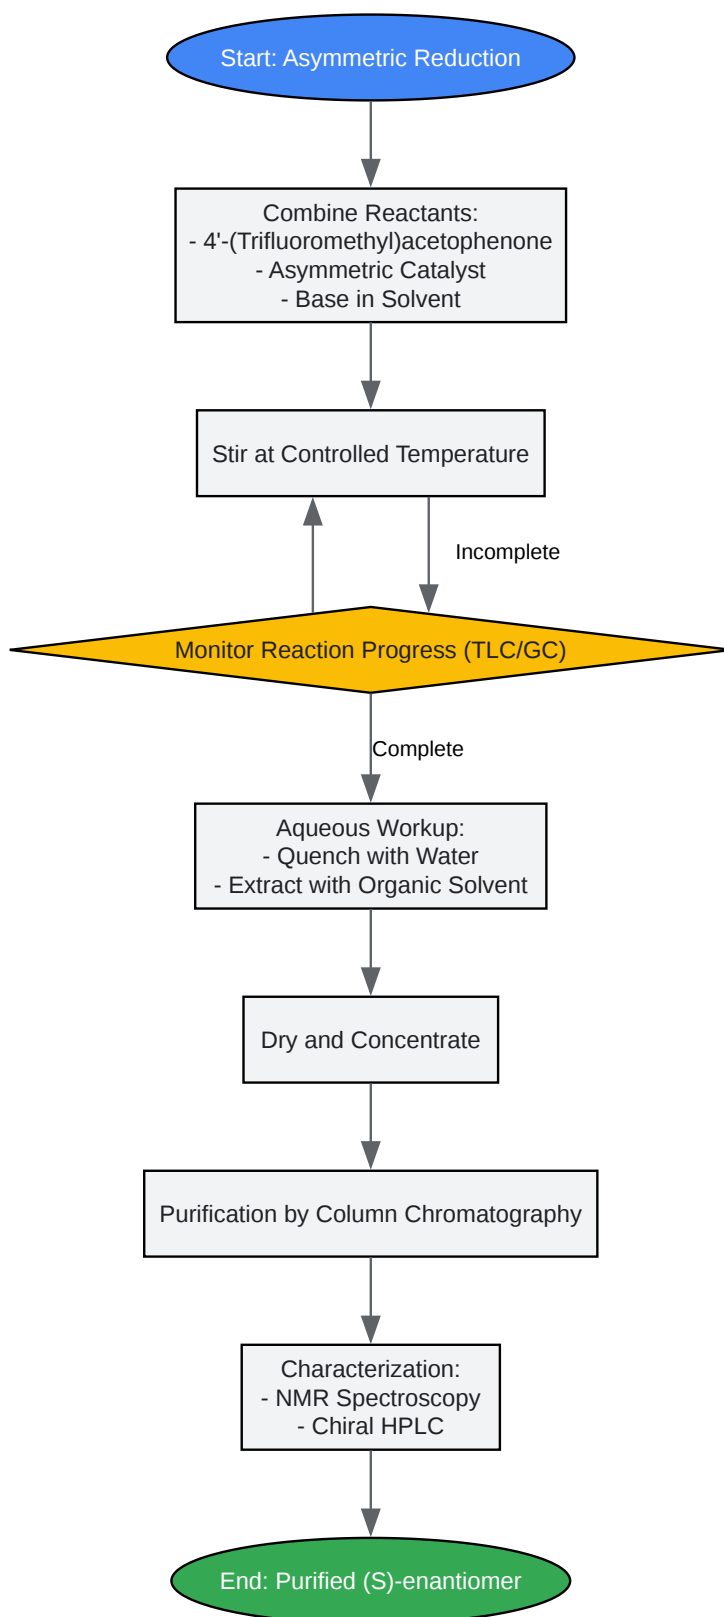 Start: Asymmetric Reduction
Combine Reactants:
- 4'-(Trifluoromethyl)acetophenone
- Asymmetric Catalyst
- Base in Solvent
Stir at Controlled Temperature
Incomplete
Monitor Reaction Progress (TLC/GC)
Complete
Aqueous Workup:
- Quench with Water
- Extract with Organic Solvent
Dry and Concentrate
Purification by Column Chromatography
Characterization:
- NMR Spectroscopy
- Chiral HPLC
End: Purified (S)-enantiomer